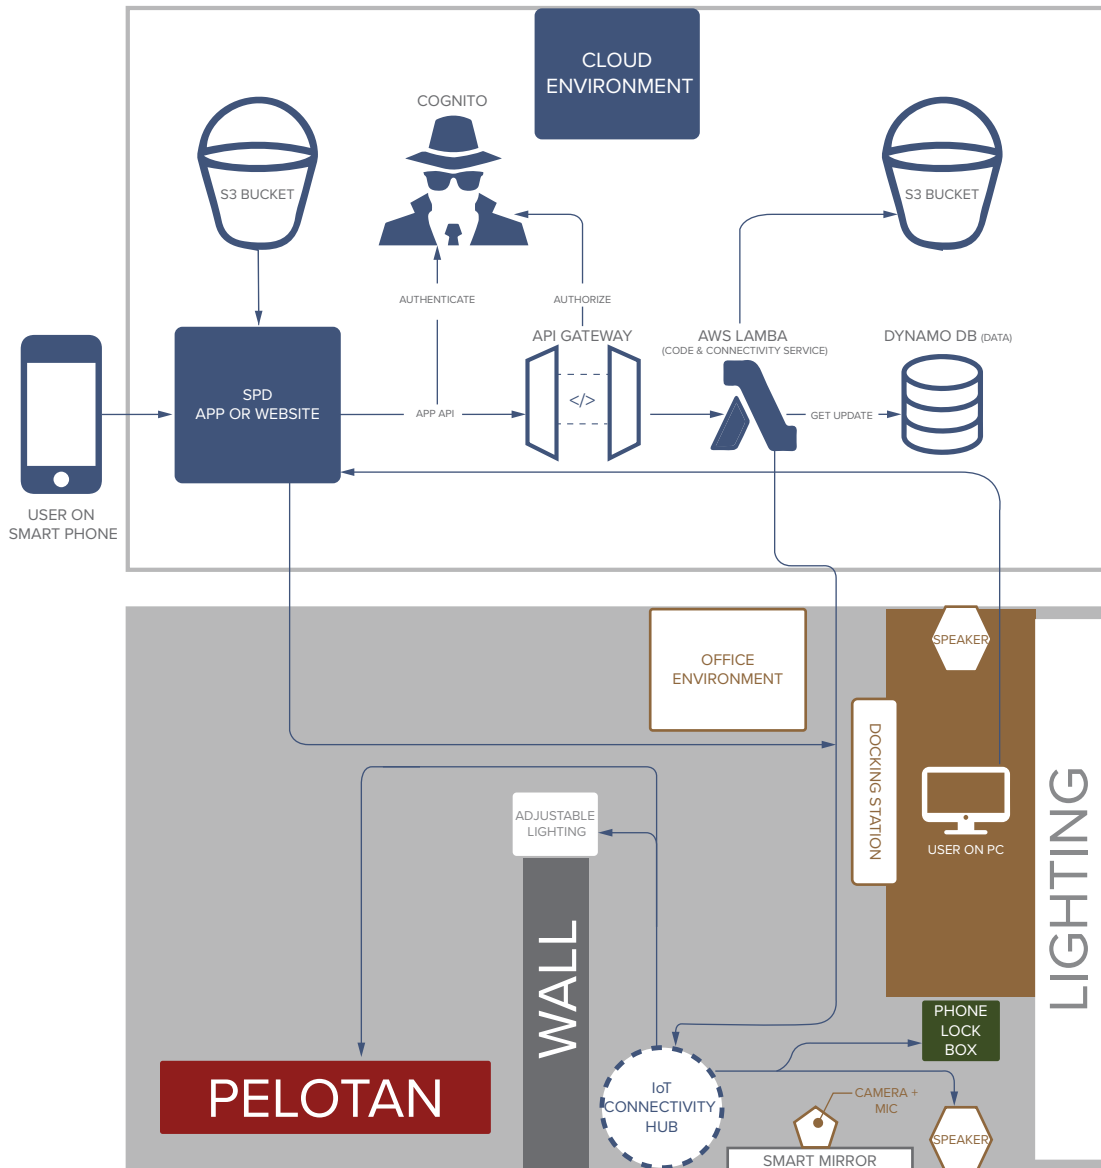 CLOUD
ENVIRONMENT
COGNITO
S3 BUCKET
S3 BUCKET
AUTHENTICATE
AUTHORIZE
API GATEWAY
AWS LAMBA
(CODE & CONNECTIVITY SERVICE)
DYNAMO DB (DATA)
SPD
APP OR WEBSITE
APP API
</>
GET UPDATE
USER ON
SMART PHONE
OFFICE
ENVIRONMENT
SPEAKER
DOCKING STATION
USER ON PC
LIGHTING
ADJUSTABLE
LIGHTING
WALL
PELOTAN
PHONE
LOCK
BOX
IoT
CONNECTIVITY
HUB
CAMERA +
MIC
SPEAKER
SMART MIRROR